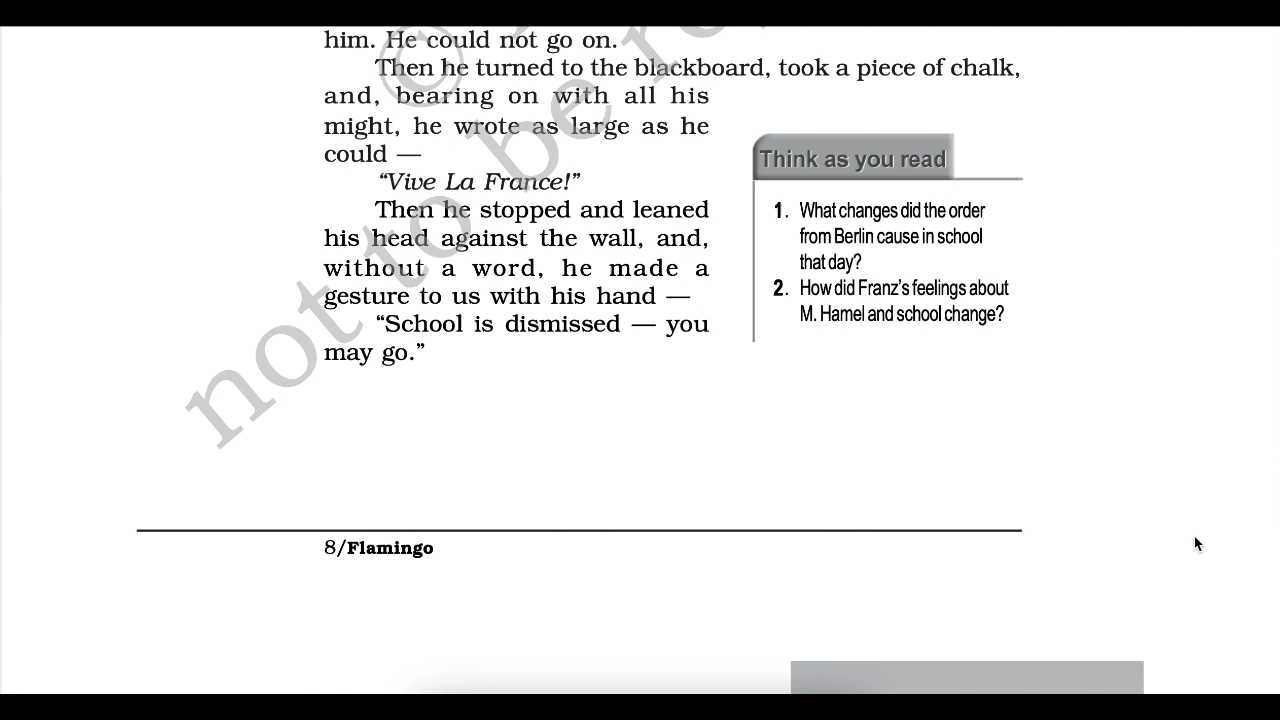 him. He could not go on.
Then he turned to the blackboard, took a piece of chalk,
and, bearing on with all his
might, he wrote as large as he
could —
“Vive La France!”
Then he stopped and leaned
his head against the wall, and,
without a word, he made a
gesture to us with his hand —
“School is dismissed — you
may go.”
Think as you read
1. What changes did the order
from Berlin cause in school
that day?
2. How did Franz’s feelings about
M. Hamel and school change?
8/Flamingo
©
not to be